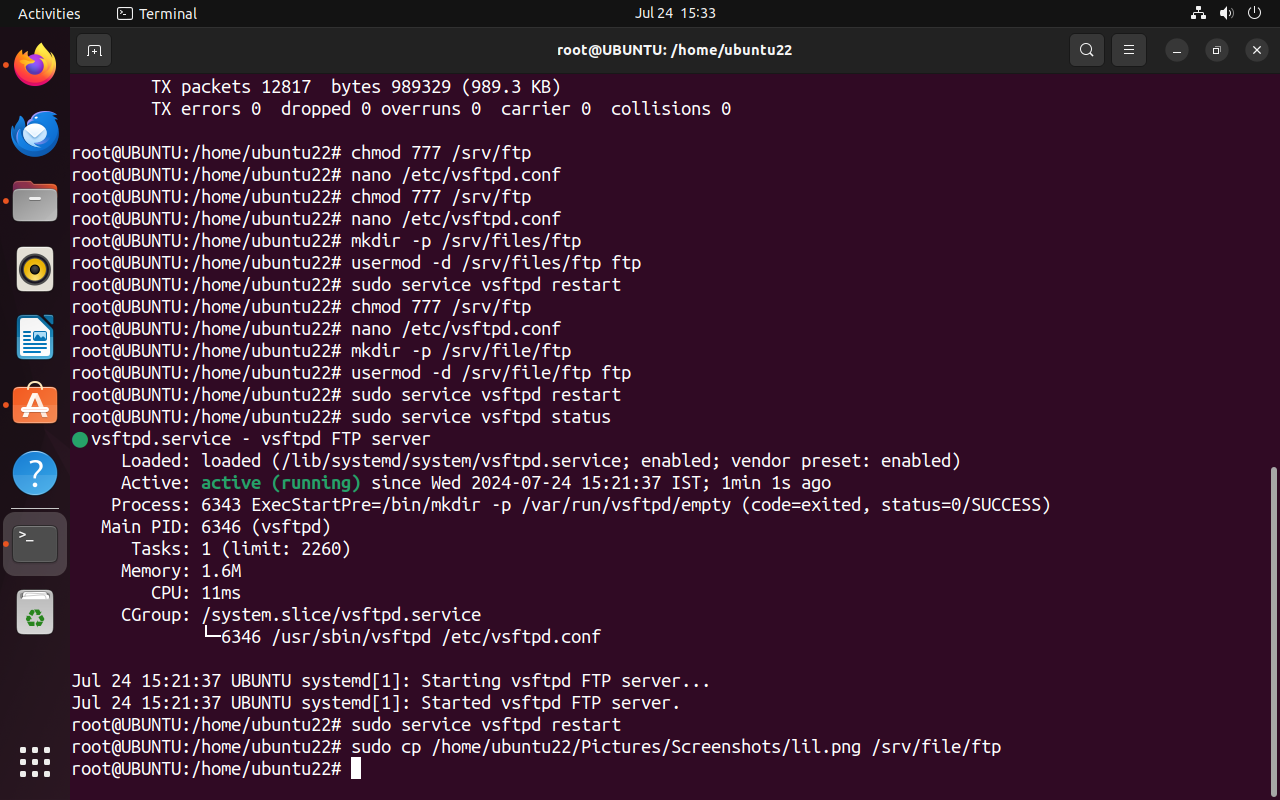 Activities
Terminal
Jul 24 15:33
root@UBUNTU: /home/ubuntu22
TX packets 12817  bytes 989329 (989.3 KB)
TX errors 0  dropped 0 overruns 0  carrier 0  collisions 0
root@UBUNTU:/home/ubuntu22# chmod 777 /srv/ftp
root@UBUNTU:/home/ubuntu22# nano /etc/vsftpd.conf
root@UBUNTU:/home/ubuntu22# chmod 777 /srv/ftp
root@UBUNTU:/home/ubuntu22# nano /etc/vsftpd.conf
root@UBUNTU:/home/ubuntu22# mkdir -p /srv/files/ftp
root@UBUNTU:/home/ubuntu22# usermod -d /srv/files/ftp ftp
root@UBUNTU:/home/ubuntu22# sudo service vsftpd restart
root@UBUNTU:/home/ubuntu22# chmod 777 /srv/ftp
root@UBUNTU:/home/ubuntu22# nano /etc/vsftpd.conf
root@UBUNTU:/home/ubuntu22# mkdir -p /srv/file/ftp
root@UBUNTU:/home/ubuntu22# usermod -d /srv/file/ftp ftp
root@UBUNTU:/home/ubuntu22# sudo service vsftpd restart
root@UBUNTU:/home/ubuntu22# sudo service vsftpd status
● vsftpd.service - vsftpd FTP server
Loaded: loaded (/lib/systemd/system/vsftpd.service; enabled; vendor preset: enabled)
Active: active (running) since Wed 2024-07-24 15:21:37 IST; 1min 1s ago
Process: 6343 ExecStartPre=/bin/mkdir -p /var/run/vsftpd/empty (code=exited, status=0/SUCCESS)
Main PID: 6346 (vsftpd)
Tasks: 1 (limit: 2260)
Memory: 1.6M
CPU: 11ms
CGroup: /system.slice/vsftpd.service
└─6346 /usr/sbin/vsftpd /etc/vsftpd.conf
Jul 24 15:21:37 UBUNTU systemd[1]: Starting vsftpd FTP server...
Jul 24 15:21:37 UBUNTU systemd[1]: Started vsftpd FTP server.
root@UBUNTU:/home/ubuntu22# sudo service vsftpd restart
root@UBUNTU:/home/ubuntu22# sudo cp /home/ubuntu22/Pictures/Screenshots/lil.png /srv/file/ftp
root@UBUNTU:/home/ubuntu22#